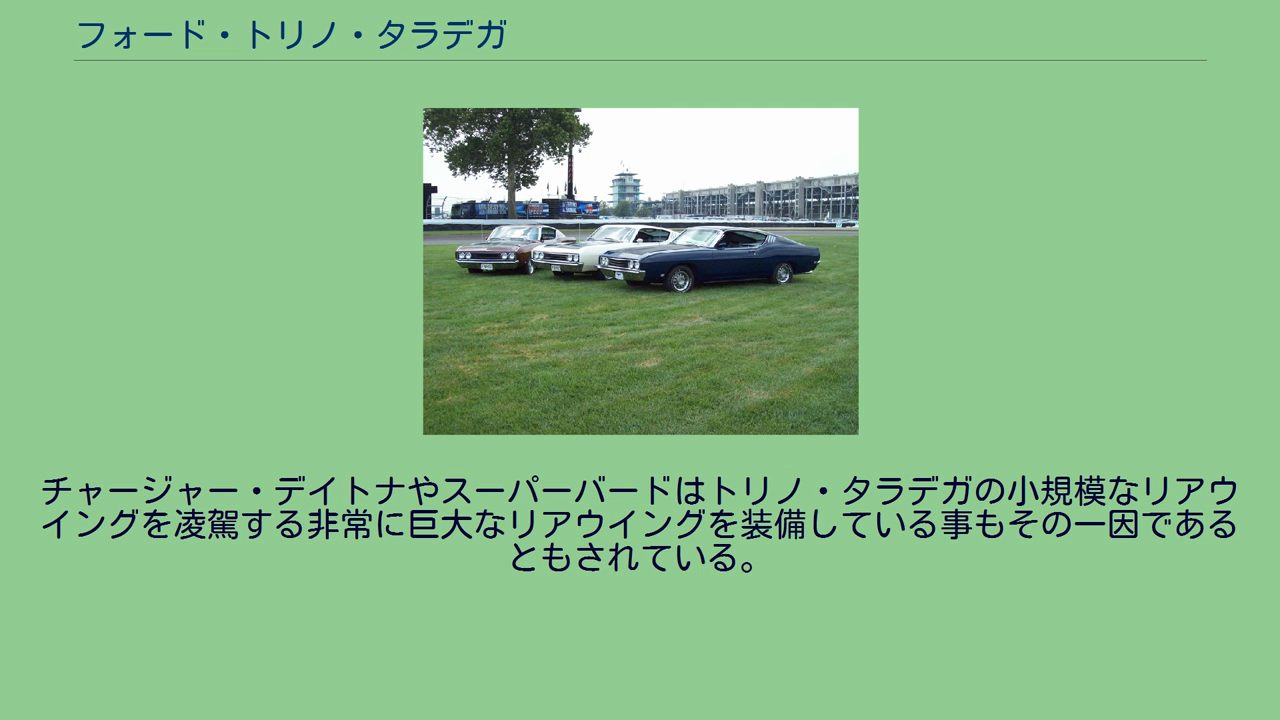 フォード・トリノ・タラデガ
チャージャー・デイトナやスーパーバードはトリノ・タラデガの小規模なリアウ
イングを凌駕する非常に巨大なリアウイングを装備している事もその一因である
ともされている。